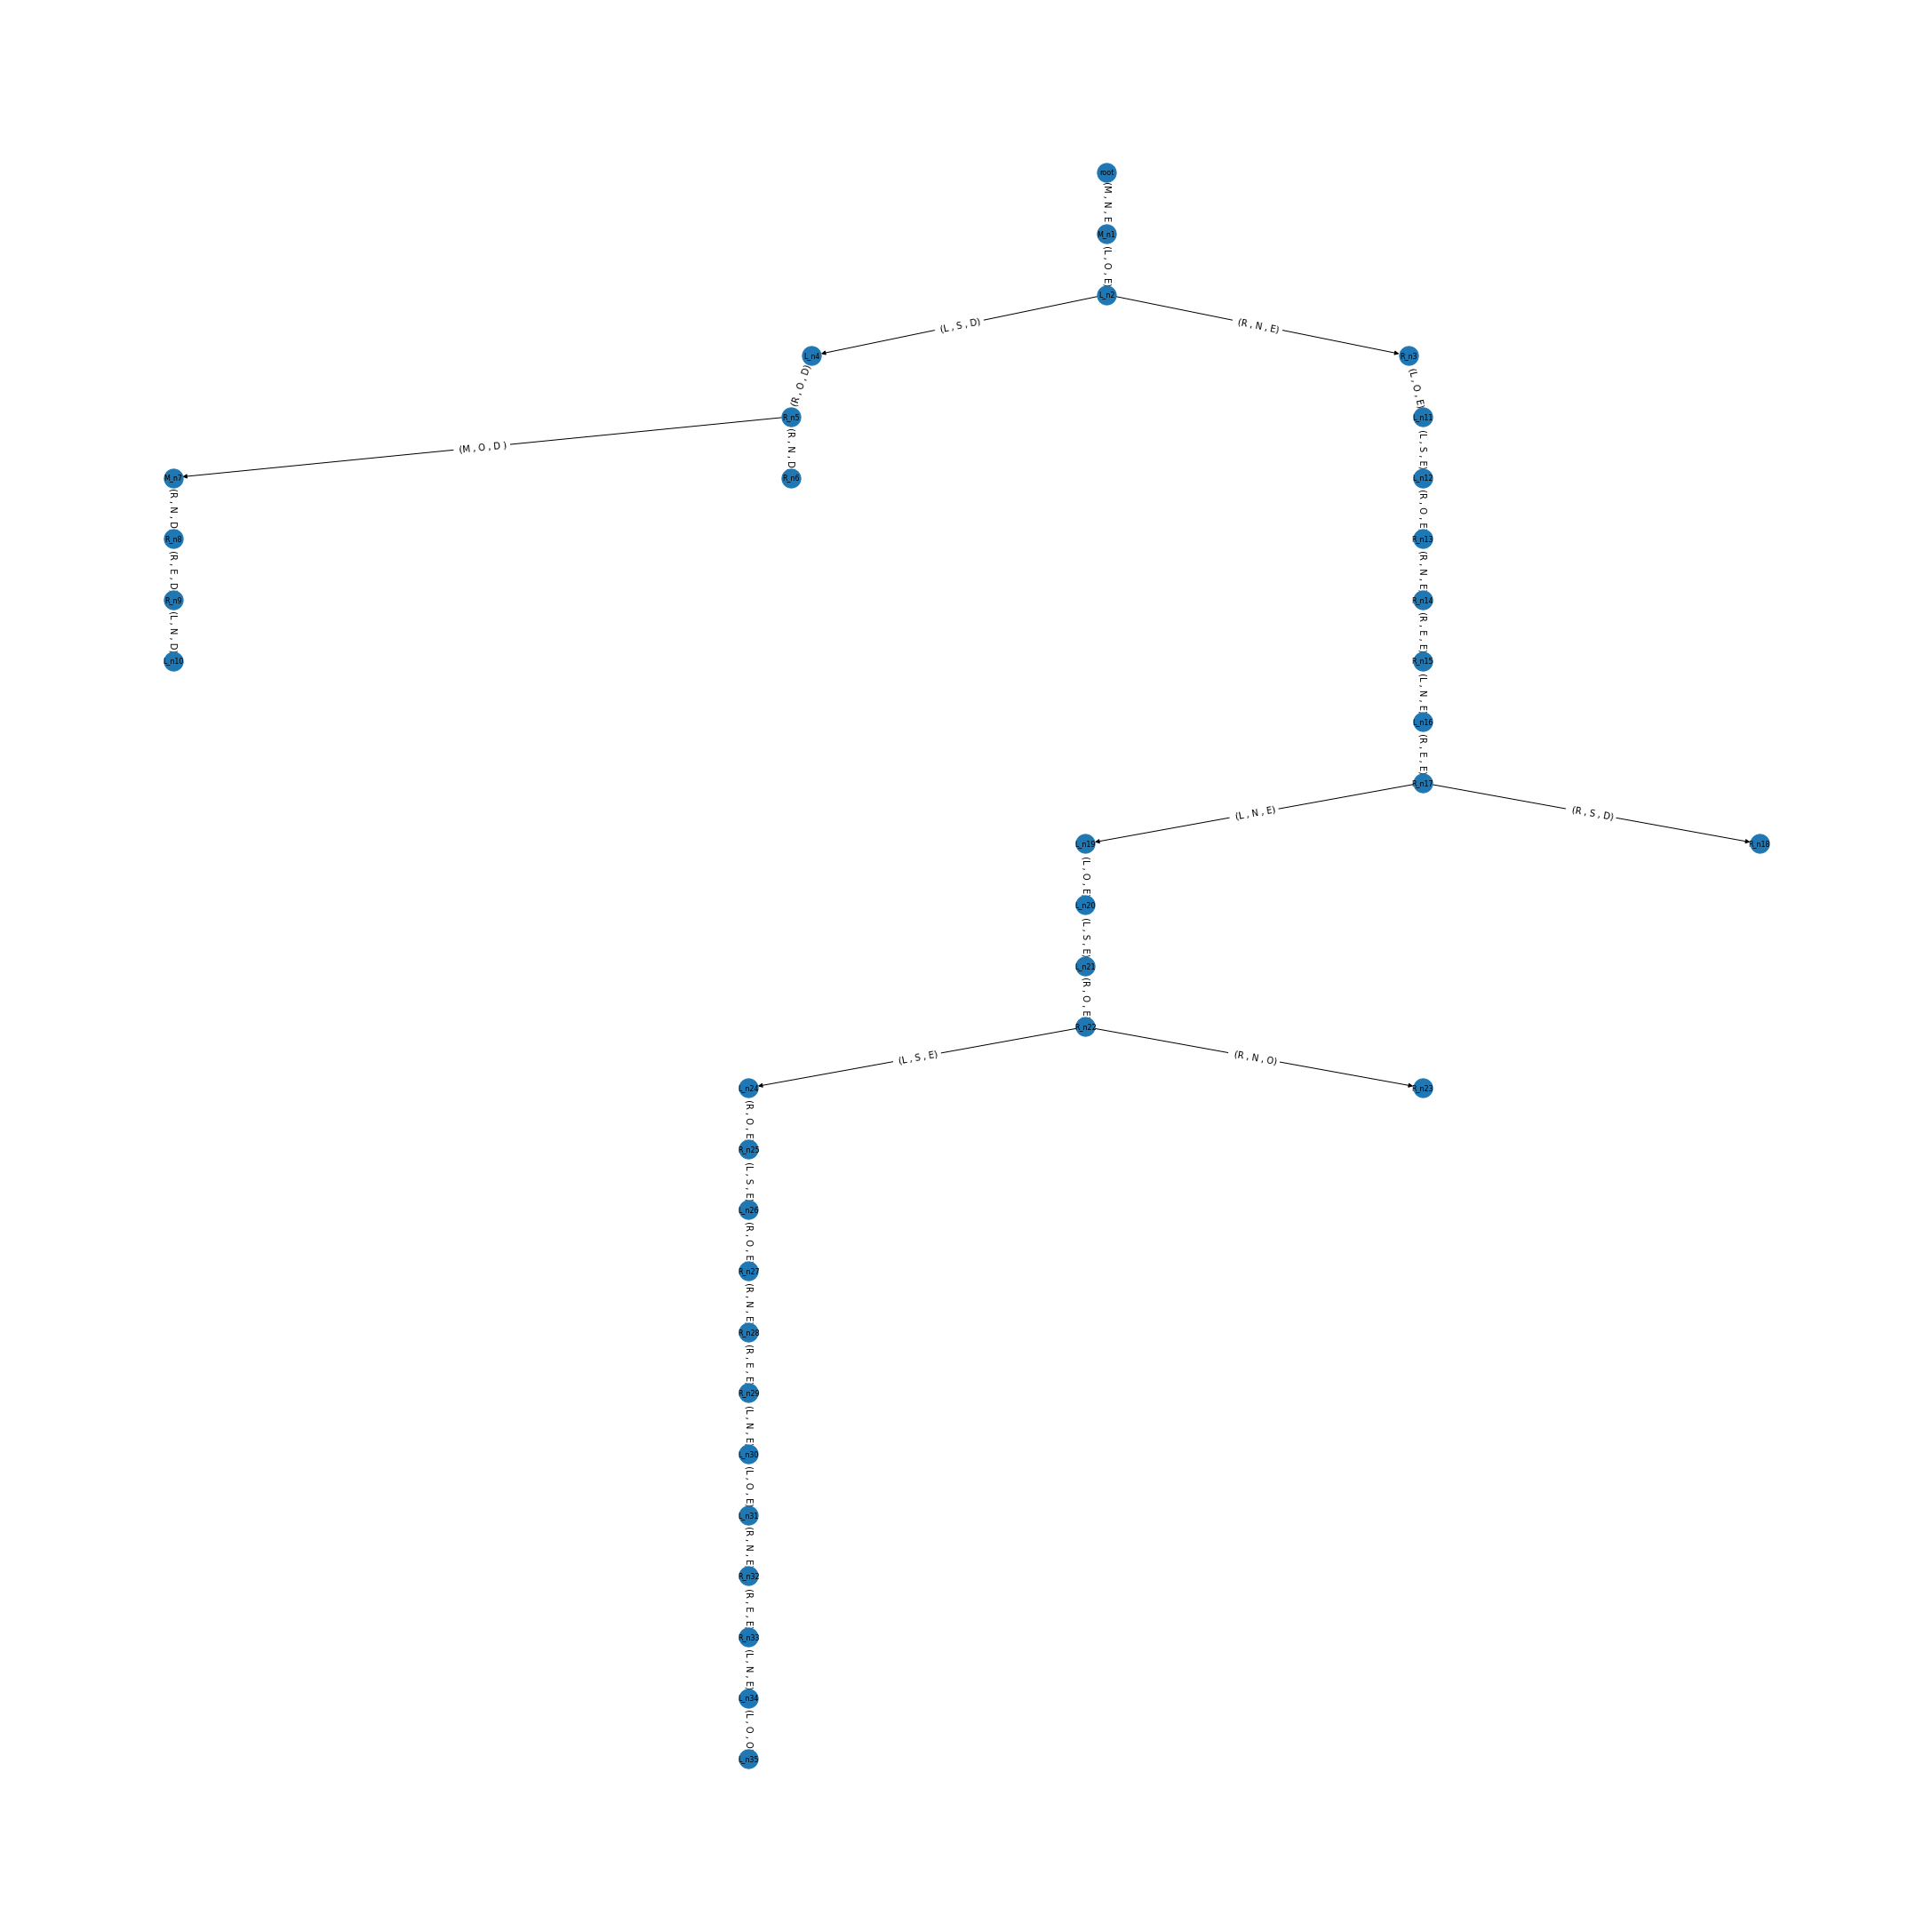 root
(M , N , E
M_n1
(L , O , E)
L_n2
(L , S , D)
(R , N , E)
L_n4
R_n3
(R , O , D)
(L , O , E)
R_n5
L_n11
(M , O , D )
(R , N , D
(L , S , E)
M_n7
R_n6
L_n12
(R , N , D
(R , O , E
R_n8
R_n13
(R , E , D
(R , N , E
R_n9
R_n14
(L , N , D)
(R , E , E
L_n10
R_n15
(L , N , E
L_n16
(R , E , E
R_n17
(L , N , E)
(R , S , D)
L_n19
R_n18
(L , O , E
L_n20
(L , S , E
L_n21
(R , O , E
R_n22
(L , S , E)
(R , N , O)
L_n24
R_n23
(R , O , E
R_n25
(L , S , E)
L_n26
(R , O , E
R_n27
(R , N , E
R_n28
(R , E , E
R_n29
(L , N , E
L_n30
(L , O , E
L_n31
(R , N , E
R_n32
(R , E , E
R_n33
(L , N , E)
L_n34
(L , O , O
L_n35